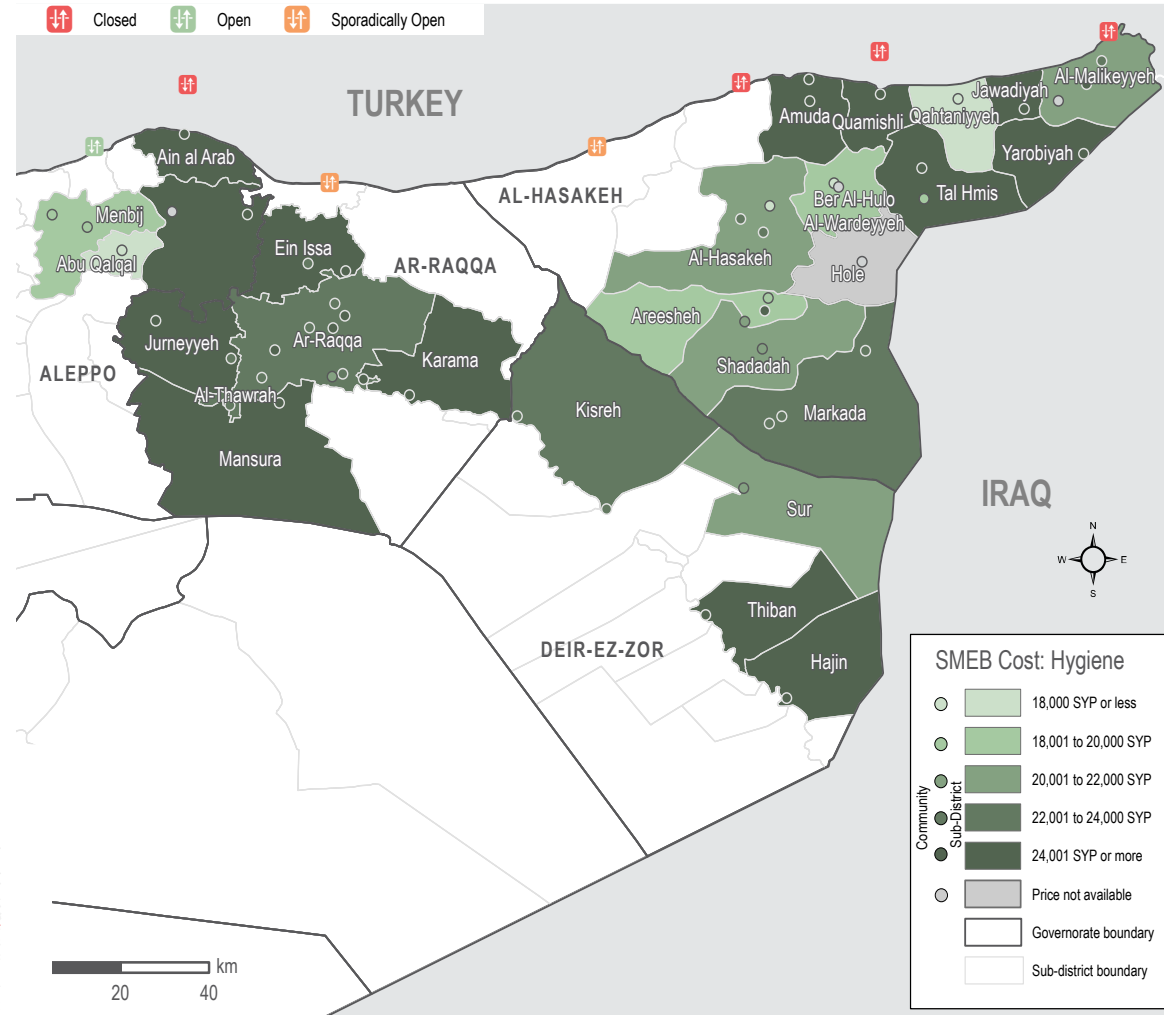 Closed
Open
Sporadically Open
TURKEY
Al-Malikeyyeh
Jawadiyah
Amuda
Quamishli
Qahtaniyyeh
Ain al Arab
Yarobiyah
AL-HASAKEH
Ber Al-Hulo
Al-Wardeyyeh
Tal Hmis
Menbij
Ein Issa
Al-Hasakeh
Abu Qalqal
AR-RAQQA
Hole
Areesheh
Jurneyyeh
Ar-Raqqa
Karama
Shadadah
ALEPPO
Al-Thawrah
Kisreh
Markada
Mansura
IRAQ
Sur
N
W
E
S
Thiban
DEIR-EZ-ZOR
Hajin
SMEB Cost: Hygiene
Community
Sub-District
18,000 SYP or less
18,001 to 20,000 SYP
20,001 to 22,000 SYP
22,001 to 24,000 SYP
24,001 SYP or more
Price not available
Governorate boundary
Sub-district boundary
km
20
40